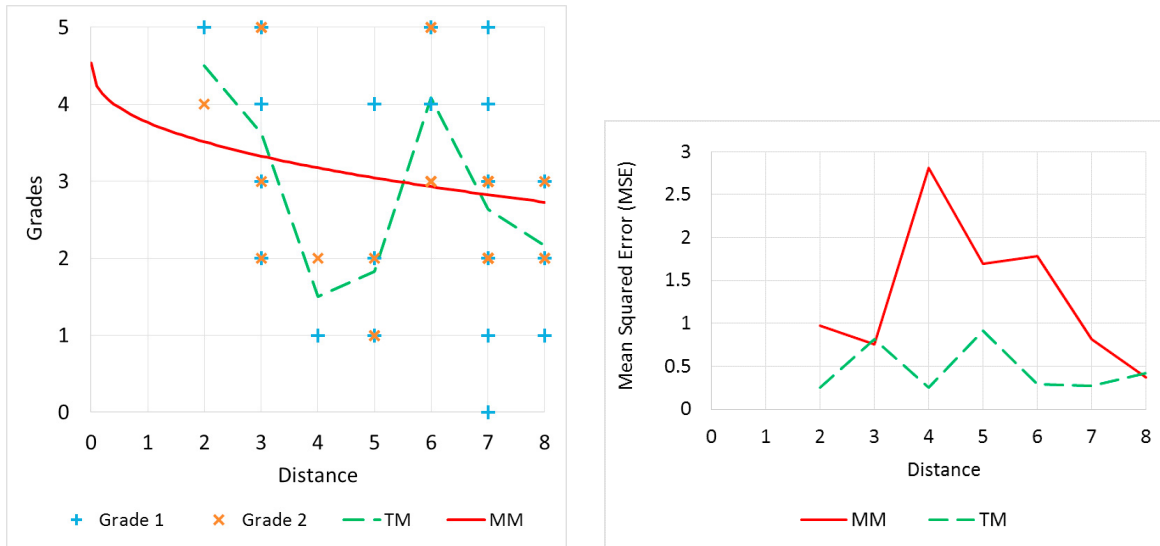 5
4
3
2
1
0
Grades
0 1 2 3 4 5 6 7 8
Distance
Grade 1 Grade 2 TM MM
3
2.5
2
1.5
1
0.5
0
Mean Squared Error (MSE)
0 1 2 3 4 5 6 7 8
Distance
MM TM